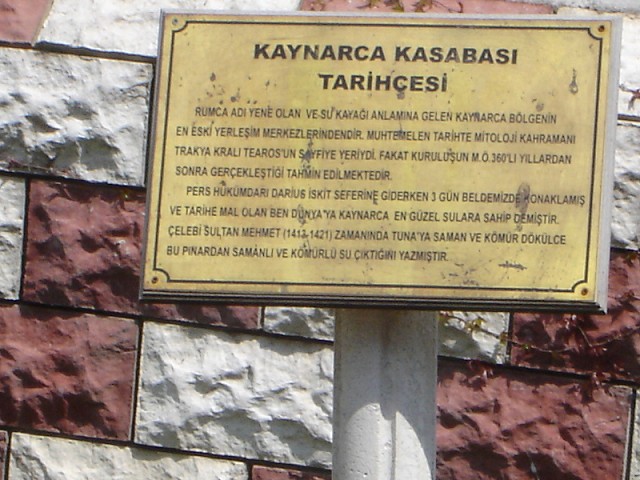 KAYNARCA KASABASI
TARİHÇESİ
RUMCA ADI YENE OLAN VE SU KAYAĞI ANLAMINA GELEN KAYNARCA BÖLGENİN
EN ESKİ YERLEŞİM MERKEZLERİNDENDİR. MUHTEMELEN TARİHTE MİTOLOJİ KAHRAMANI
TRAKYA KRALI TEAROS'UN SAYFİYE YERİYDİ. FAKAT KURULUŞUN M.Ö.360'LI YILLARDAN
SONRA GERÇEKLEŞTİĞİ TAHMİN EDİLMEKTEDİR.
PERS HÜKÜMDARI DARIUS İSKİT SEFERİNE GİDERKEN 3 GÜN BELDEMİZDE KONAKLAMIŞ
VE TARİHE MAL OLAN BEN DÜNYA'YA KAYNARCA EN GÜZEL SULARA SAHİP DEMİŞTİR.
ÇELEBİ SULTAN MEHMET (1413-1421) ZAMANINDA TUNA'YA SAMAN VE KÖMÜR DÖKÜLCE
BU PINARDAN SAMANLI VE KÖMÜRLÜ SU ÇIKTIĞINI YAZMIŞTIR.